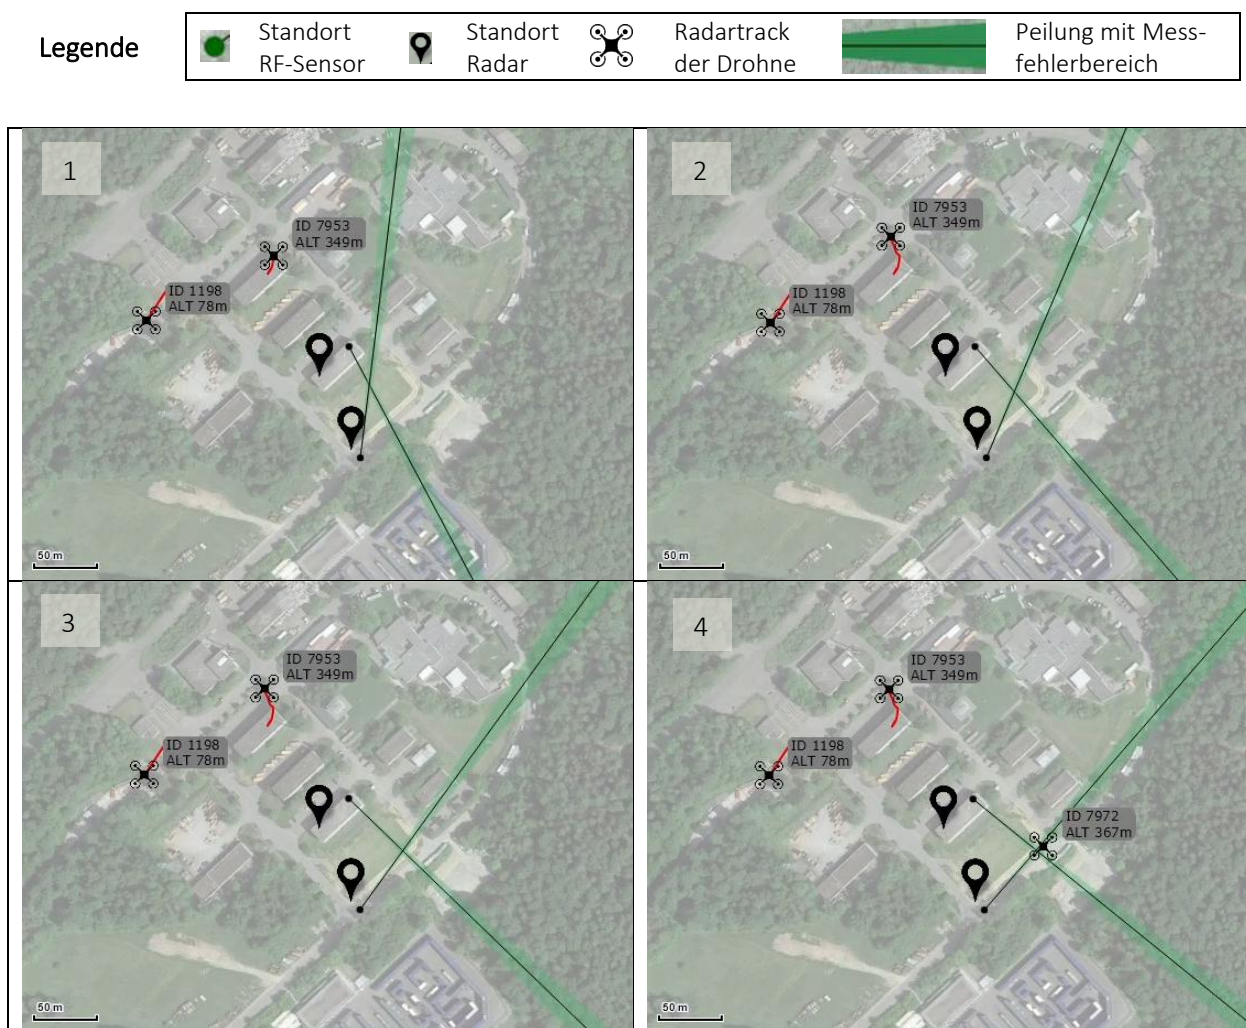 Legende
Standort
RF-Sensor
Standort
Radar
Radartrack
der Drohne
Peilung mit Mess-
fehlerbereich
1
ID 7953
ALT 349m
ID 1198
ALT 78m
50 m
2
ID 7953
ALT 349m
ID 1198
ALT 78m
50 m
3
ID 7953
ALT 349m
ID 1198
ALT 78m
50 m
4
ID 7953
ALT 349m
ID 1198
ALT 78m
ID 7972
ALT 367m
50 m